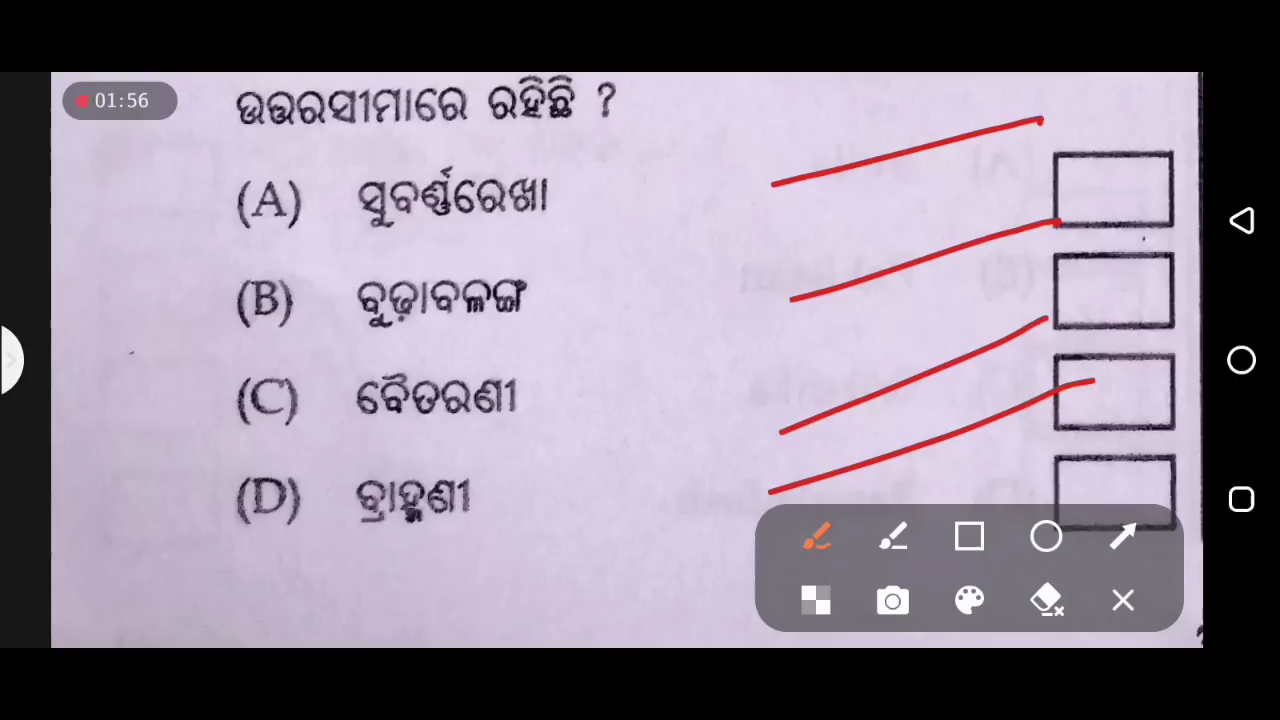 01:56
ଉତ୍ତରସୀମାରେ ରହିଛି ?
(A) ସୁବର୍ଣ୍ଣରେଖା
(B) ବୁଢ଼ାବଳଙ୍ଗ
(C) ବୈତରଣୀ
(D) ବ୍ରାହ୍ମଣୀ